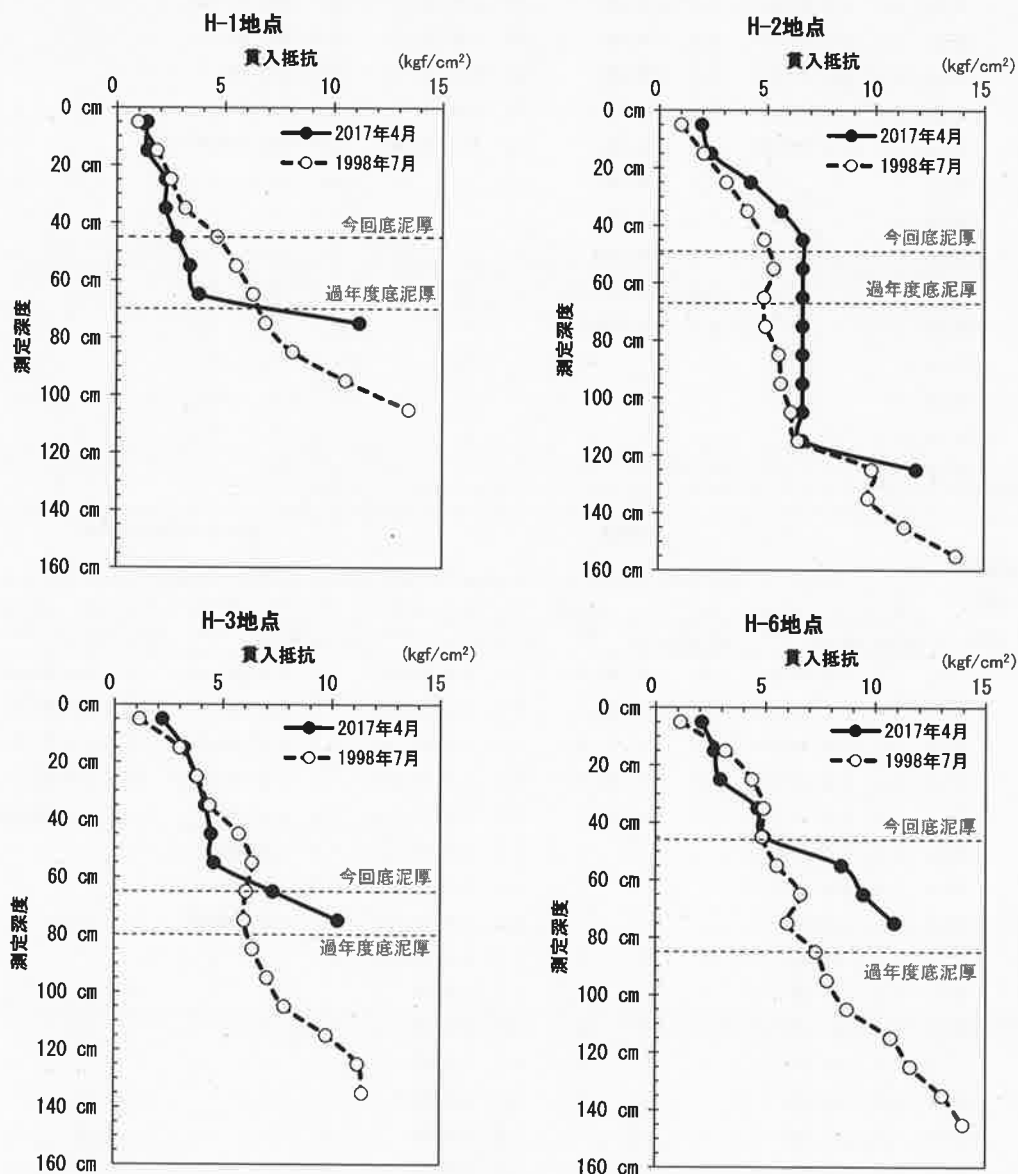 H-1地点
貫入抵抗 (kgf/cm²)
0 5 10 15
0 cm
20 cm
40 cm
60 cm
80 cm
100 cm
120 cm
140 cm
160 cm
測定深度
2017年4月
1998年7月
今回底泥厚
過年度底泥厚
H-2地点
貫入抵抗 (kgf/cm²)
0 5 10 15
0 cm
20 cm
40 cm
60 cm
80 cm
100 cm
120 cm
140 cm
160 cm
測定深度
2017年4月
1998年7月
今回底泥厚
過年度底泥厚
H-3地点
貫入抵抗 (kgf/cm²)
0 5 10 15
0 cm
20 cm
40 cm
60 cm
80 cm
100 cm
120 cm
140 cm
160 cm
測定深度
2017年4月
1998年7月
今回底泥厚
過年度底泥厚
H-6地点
貫入抵抗 (kgf/cm²)
0 5 10 15
0 cm
20 cm
40 cm
60 cm
80 cm
100 cm
120 cm
140 cm
160 cm
測定深度
2017年4月
1998年7月
今回底泥厚
過年度底泥厚